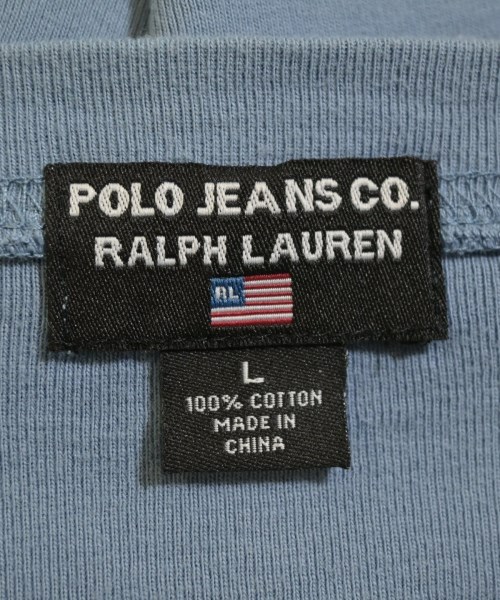 POLO JEANS CO.
RALPH LAUREN
RL
L
100% COTTON
MADE IN
CHINA